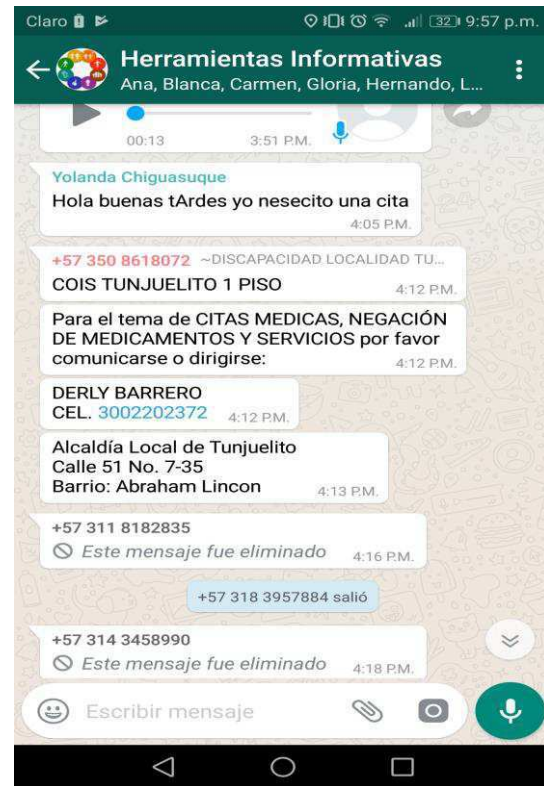 Claro 32 9:57 p.m.
Herramientas Informativas
Ana, Blanca, Carmen, Gloria, Hernando, L...
00:13 3:51 P.M.
Yolanda Chiguasuque
Hola buenas tArdes yo nesecito una cita
4:05 P.M.
+57 350 8618072 ~DISCAPACIDAD LOCALIDAD TU...
COIS TUNJUELITO 1 PISO 4:12 P.M.
Para el tema de CITAS MEDICAS, NEGACIÓN
DE MEDICAMENTOS Y SERVICIOS por favor
comunicarse o dirigirse: 4:12 P.M.
DERLY BARRERO
CEL. 3002202372 4:12 P.M.
Alcaldía Local de Tunjuelito
Calle 51 No. 7-35
Barrio: Abraham Lincon 4:13 P.M.
+57 311 8182835
Este mensaje fue eliminado 4:16 P.M.
+57 318 3957884 salió
+57 314 3458990
Este mensaje fue eliminado 4:18 P.M.
Escribir mensaje